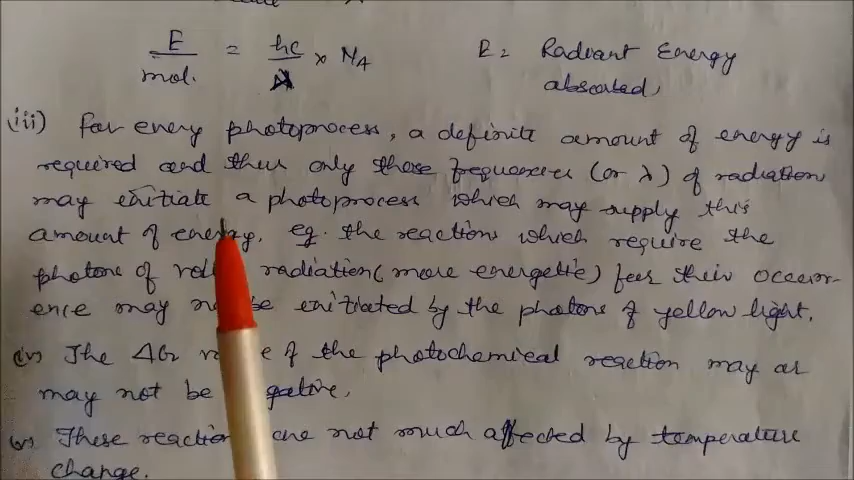 E/mol. = hc/λ × NA    E = Radiant Energy
absorbed,
(iii) For every photoprocess, a definite amount of energy is
required and thus only those frequencies (or λ) of radiation
may initiate a photoprocess which may supply this
amount of energy. eg. the reactions which require the
photons of radiation (more energetic) for their occurr-
ence may be initiated by the photons of yellow light.
(iv) The ΔG of the photochemical reaction may or
may not be
(v) These are not much affected by temperature
change.